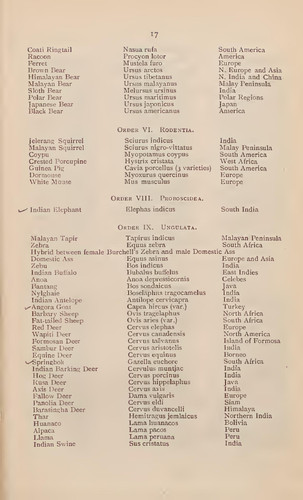 17
Coati Ringtail Nasua rufa South America
Racoon Procyon lotor America
Ferret Mustela furo Europe
Brown Bear Ursus arctos N. Europe and Asia
Himalayan Bear Ursus tibetanus N. India and China
Malayan Bear Ursus malayanus Malay Peninsula
Sloth Bear Melursus ursinus India
Polar Bear Ursus maritimus Polar Regions
Japanese Bear Ursus japonicus Japan
Black Bear Ursus americanus America
ORDER VI. RODENTIA.
Jelerang Squirrel Sciurus indicus India
Malayan Squirrel Sciurus nigro-vittatus Malay Peninsula
Coypu Myopotamus coypus South America
Crested Porcupine Hystrix cristata West Africa
Guinea Pig Cavia porcellus (3 varieties) South America
Dormouse Myoxurus quercinus Europe
White Mouse Mus musculus Europe
ORDER VIII. PROBOSCIDEA.
Indian Elephant Elephas indicus South India
ORDER IX. UNGULATA.
Malayan Tapir Tapirus indicus Malayan Peninsula
Zebra Equus zebra South Africa
Hybrid between female Burchell's Zebra and male Domestic Ass
Domestic Ass Equus asinus Europe and Asia
Zebu Bos indicus India
Indian Buffalo Bubalus bufolus East Indies
Anoa Anoa depressicornis Celebes
Bantang Bos sondaicus Java
Nylghaie Boselaphus tragocamelus India
Indian Antelope Antilope cervicapra India
Angora Goat Capra hircus (var.) Turkey
Barbary Sheep Ovis tragelaphus North Africa
Fat-tailed Sheep Ovis aries (var.) South Africa
Red Deer Cervus elaphus Europe
Wapiti Deer Cervus canadensis North America
Formosan Deer Cervus taivanus Island of Formosa
Sambur Deer Cervus aristotelis India
Equine Deer Cervus equinus Borneo
Springbok Gazella euchore South Africa
Indian Barking Deer Cervulus muntjac India
Hog Deer Cervus porcinus India
Rusa Deer Cervus hippelaphus Java
Axis Deer Cervus axis India
Fallow Deer Dama vulgaris Europe
Panolia Deer Cervus eldi Siam
Barasingha Deer Cervus duvancelli Himalaya
Thar Hemitragus jemlaicus Northern India
Huanaco Lama huanacos Bolivia
Alpaca Lama pacos Peru
Llama Lama peruana Peru
Indian Swine Sus cristatus India